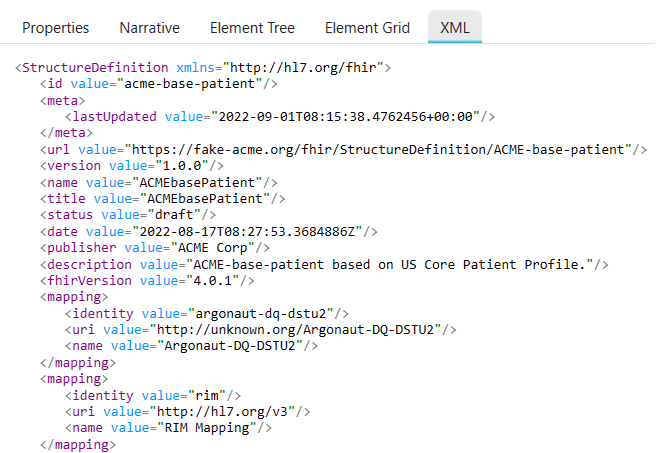 Properties Narrative Element Tree Element Grid XML
<StructureDefinition xmlns="http://hl7.org/fhir">
<id value="acme-base-patient"/>
<meta>
<lastUpdated value="2022-09-01T08:15:38.4762456+00:00"/>
</meta>
<url value="https://fake-acme.org/fhir/StructureDefinition/ACME-base-patient"/>
<version value="1.0.0"/>
<name value="ACMEbasePatient"/>
<title value="ACMEbasePatient"/>
<status value="draft"/>
<date value="2022-08-17T08:27:53.3684886Z"/>
<publisher value="ACME Corp"/>
<description value="ACME-base-patient based on US Core Patient Profile."/>
<fhirVersion value="4.0.1"/>
<mapping>
<identity value="argonaut-dq-dstu2"/>
<uri value="http://unknown.org/Argonaut-DQ-DSTU2"/>
<name value="Argonaut-DQ-DSTU2"/>
</mapping>
<mapping>
<identity value="rim"/>
<uri value="http://hl7.org/v3"/>
<name value="RIM Mapping"/>
</mapping>